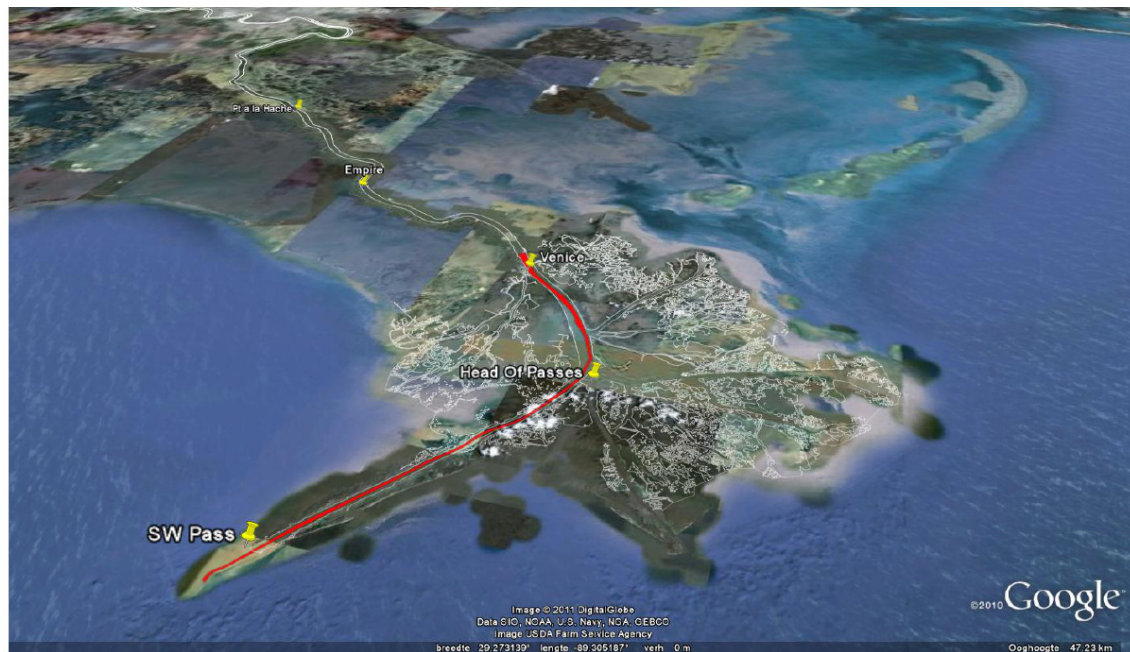 Pt a la Hache
Empire
Venice
Head Of Passes
SW Pass
Image © 2011 DigitalGlobe
Data SIO, NOAA, U.S. Navy, NGA, GEBCO
Image USDA Farm Service Agency
©2010 Google
breedte 29.273139° lengte -89.305187° verh 0 m Ooghoogte 47.23 km